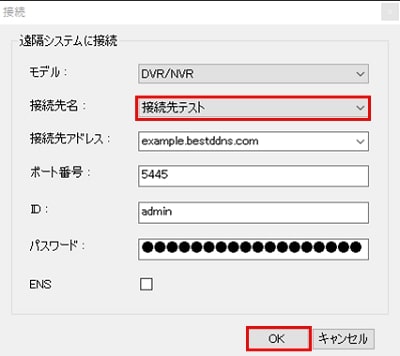 接続
遠隔システムに接続
モデル： DVR/NVR
接続先名： 接続先テスト
接続先アドレス： example.bestddns.com
ポート番号： 5445
ID： admin
パスワード： ●●●●●●●●●●●●●●●●●●
ENS
OK キャンセル